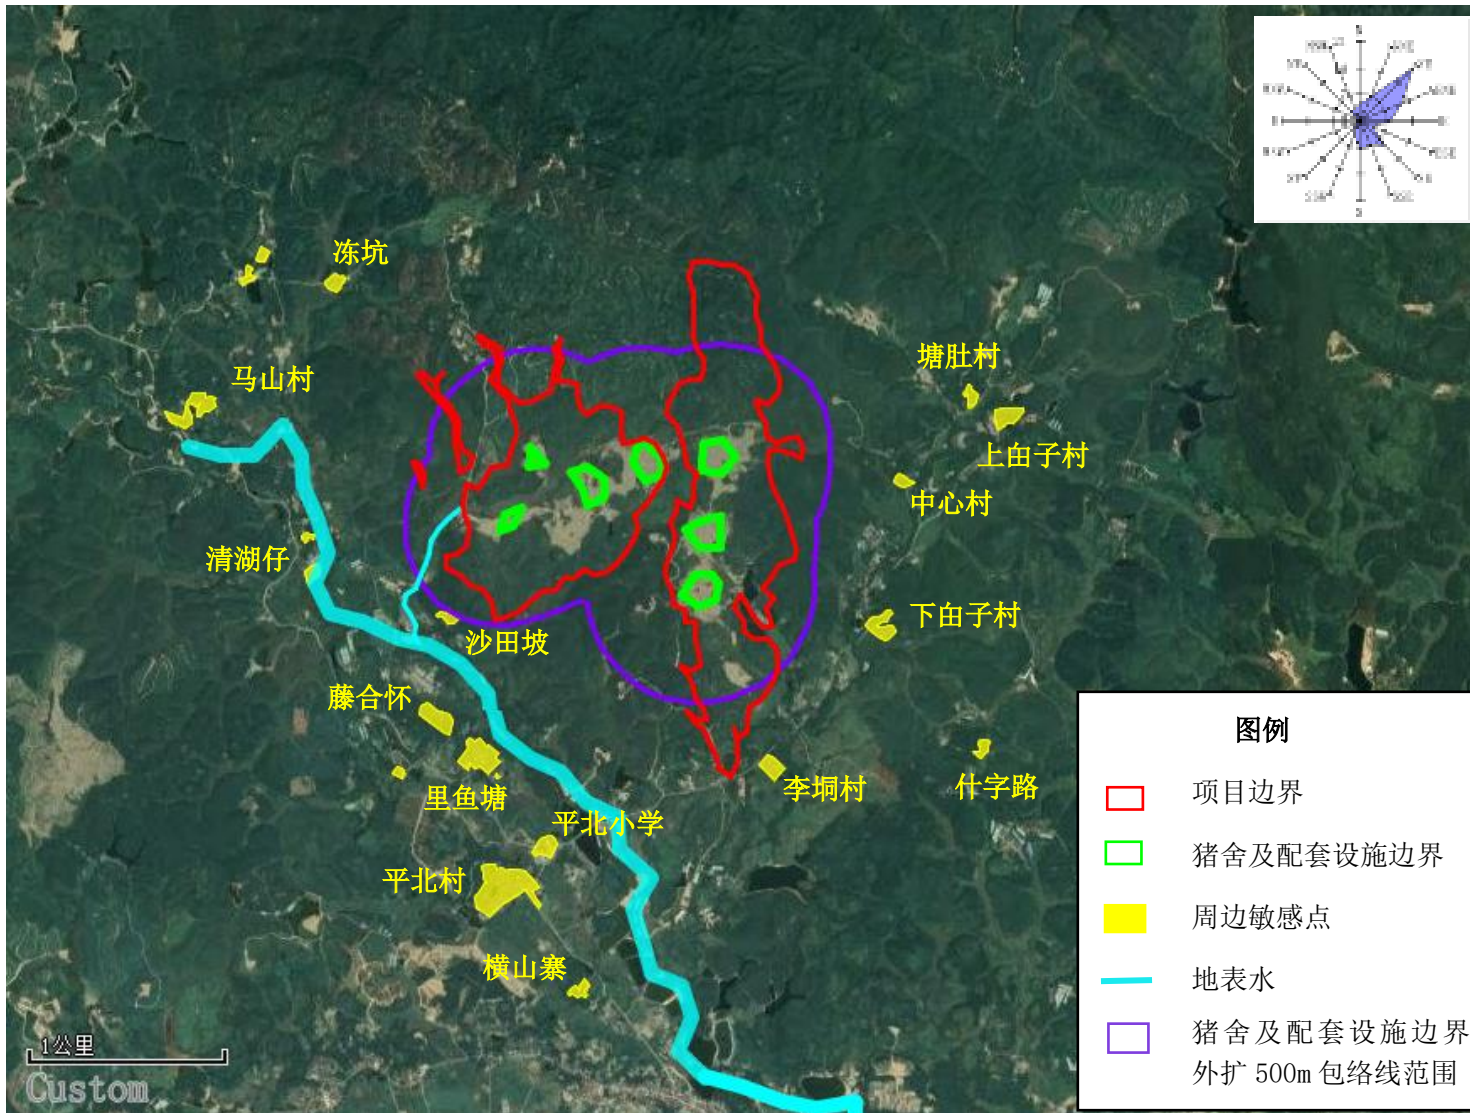 冻坑
马山村
塘肚村
上白子村
中心村
清湖仔
下白子村
沙田坡
藤合怀
里鱼塘
李垌村
什字路
平北小学
平北村
横山寨
1公里
Custom
图例
项目边界
猪舍及配套设施边界
周边敏感点
地表水
猪舍及配套设施边界
外扩 500m 包络线范围